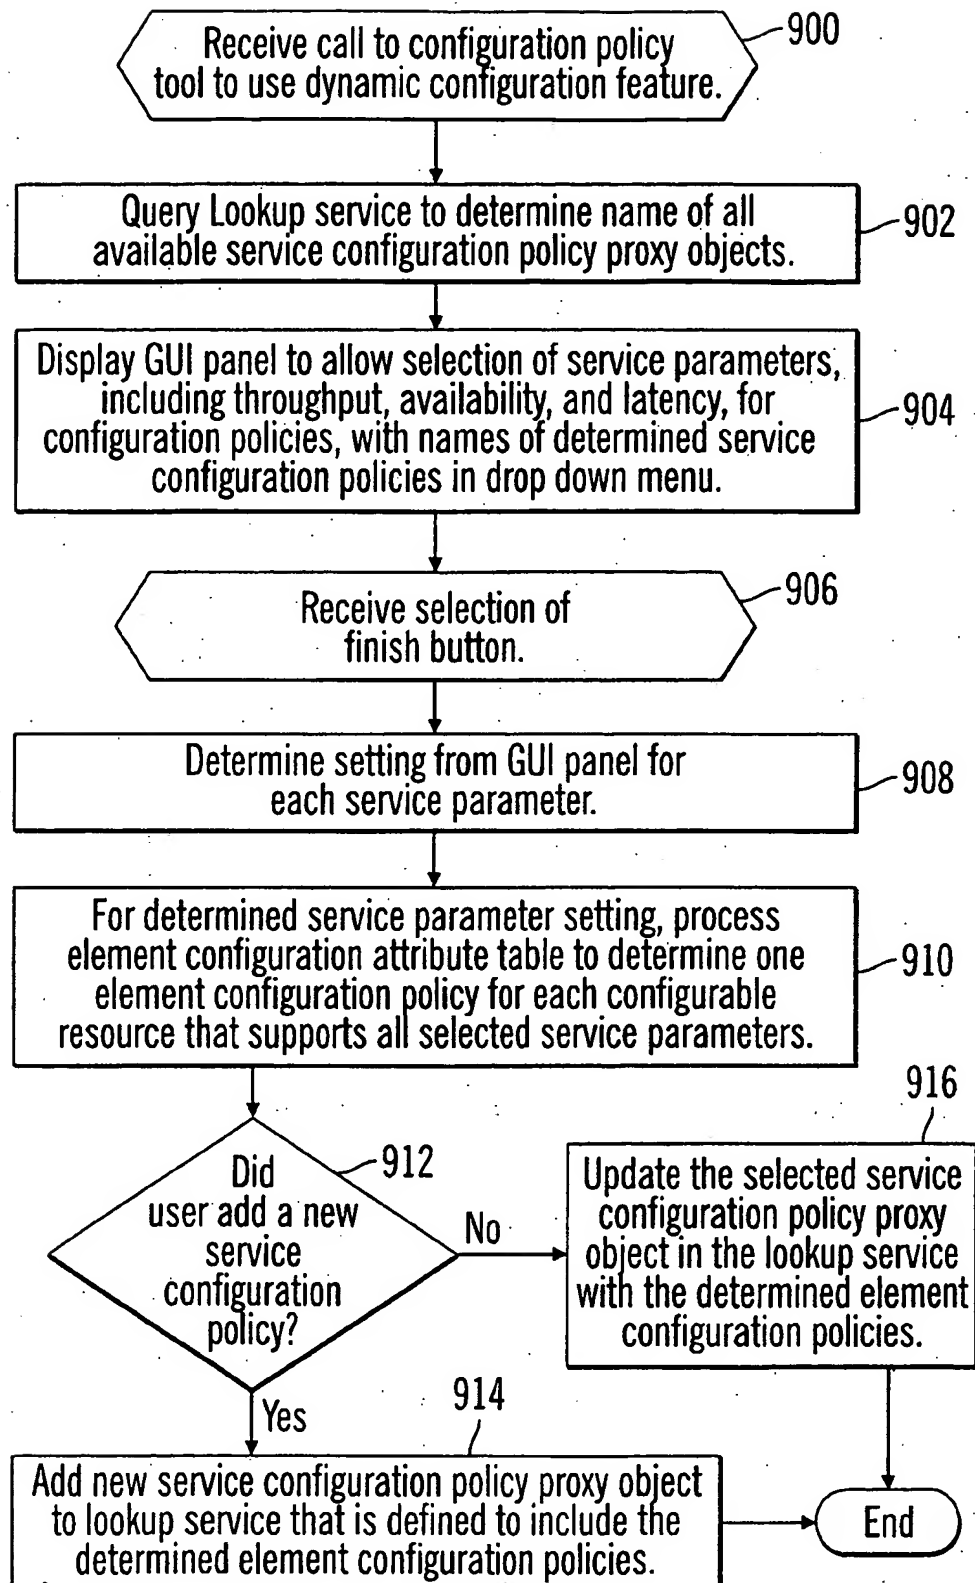 Receive call to configuration policy
tool to use dynamic configuration feature.
900
Query Lookup service to determine name of all
available service configuration policy proxy objects.
902
Display GUI panel to allow selection of service parameters,
including throughput, availability, and latency, for
configuration policies, with names of determined service
configuration policies in drop down menu.
904
Receive selection of
finish button.
906
Determine setting from GUI panel for
each service parameter.
908
For determined service parameter setting, process
element configuration attribute table to determine one
element configuration policy for each configurable
resource that supports all selected service parameters.
910
Did
user add a new
service
configuration
policy?
912
No
916
Update the selected service
configuration policy proxy
object in the lookup service
with the determined element
configuration policies.
Yes
914
Add new service configuration policy proxy object
to lookup service that is defined to include the
determined element configuration policies.
End